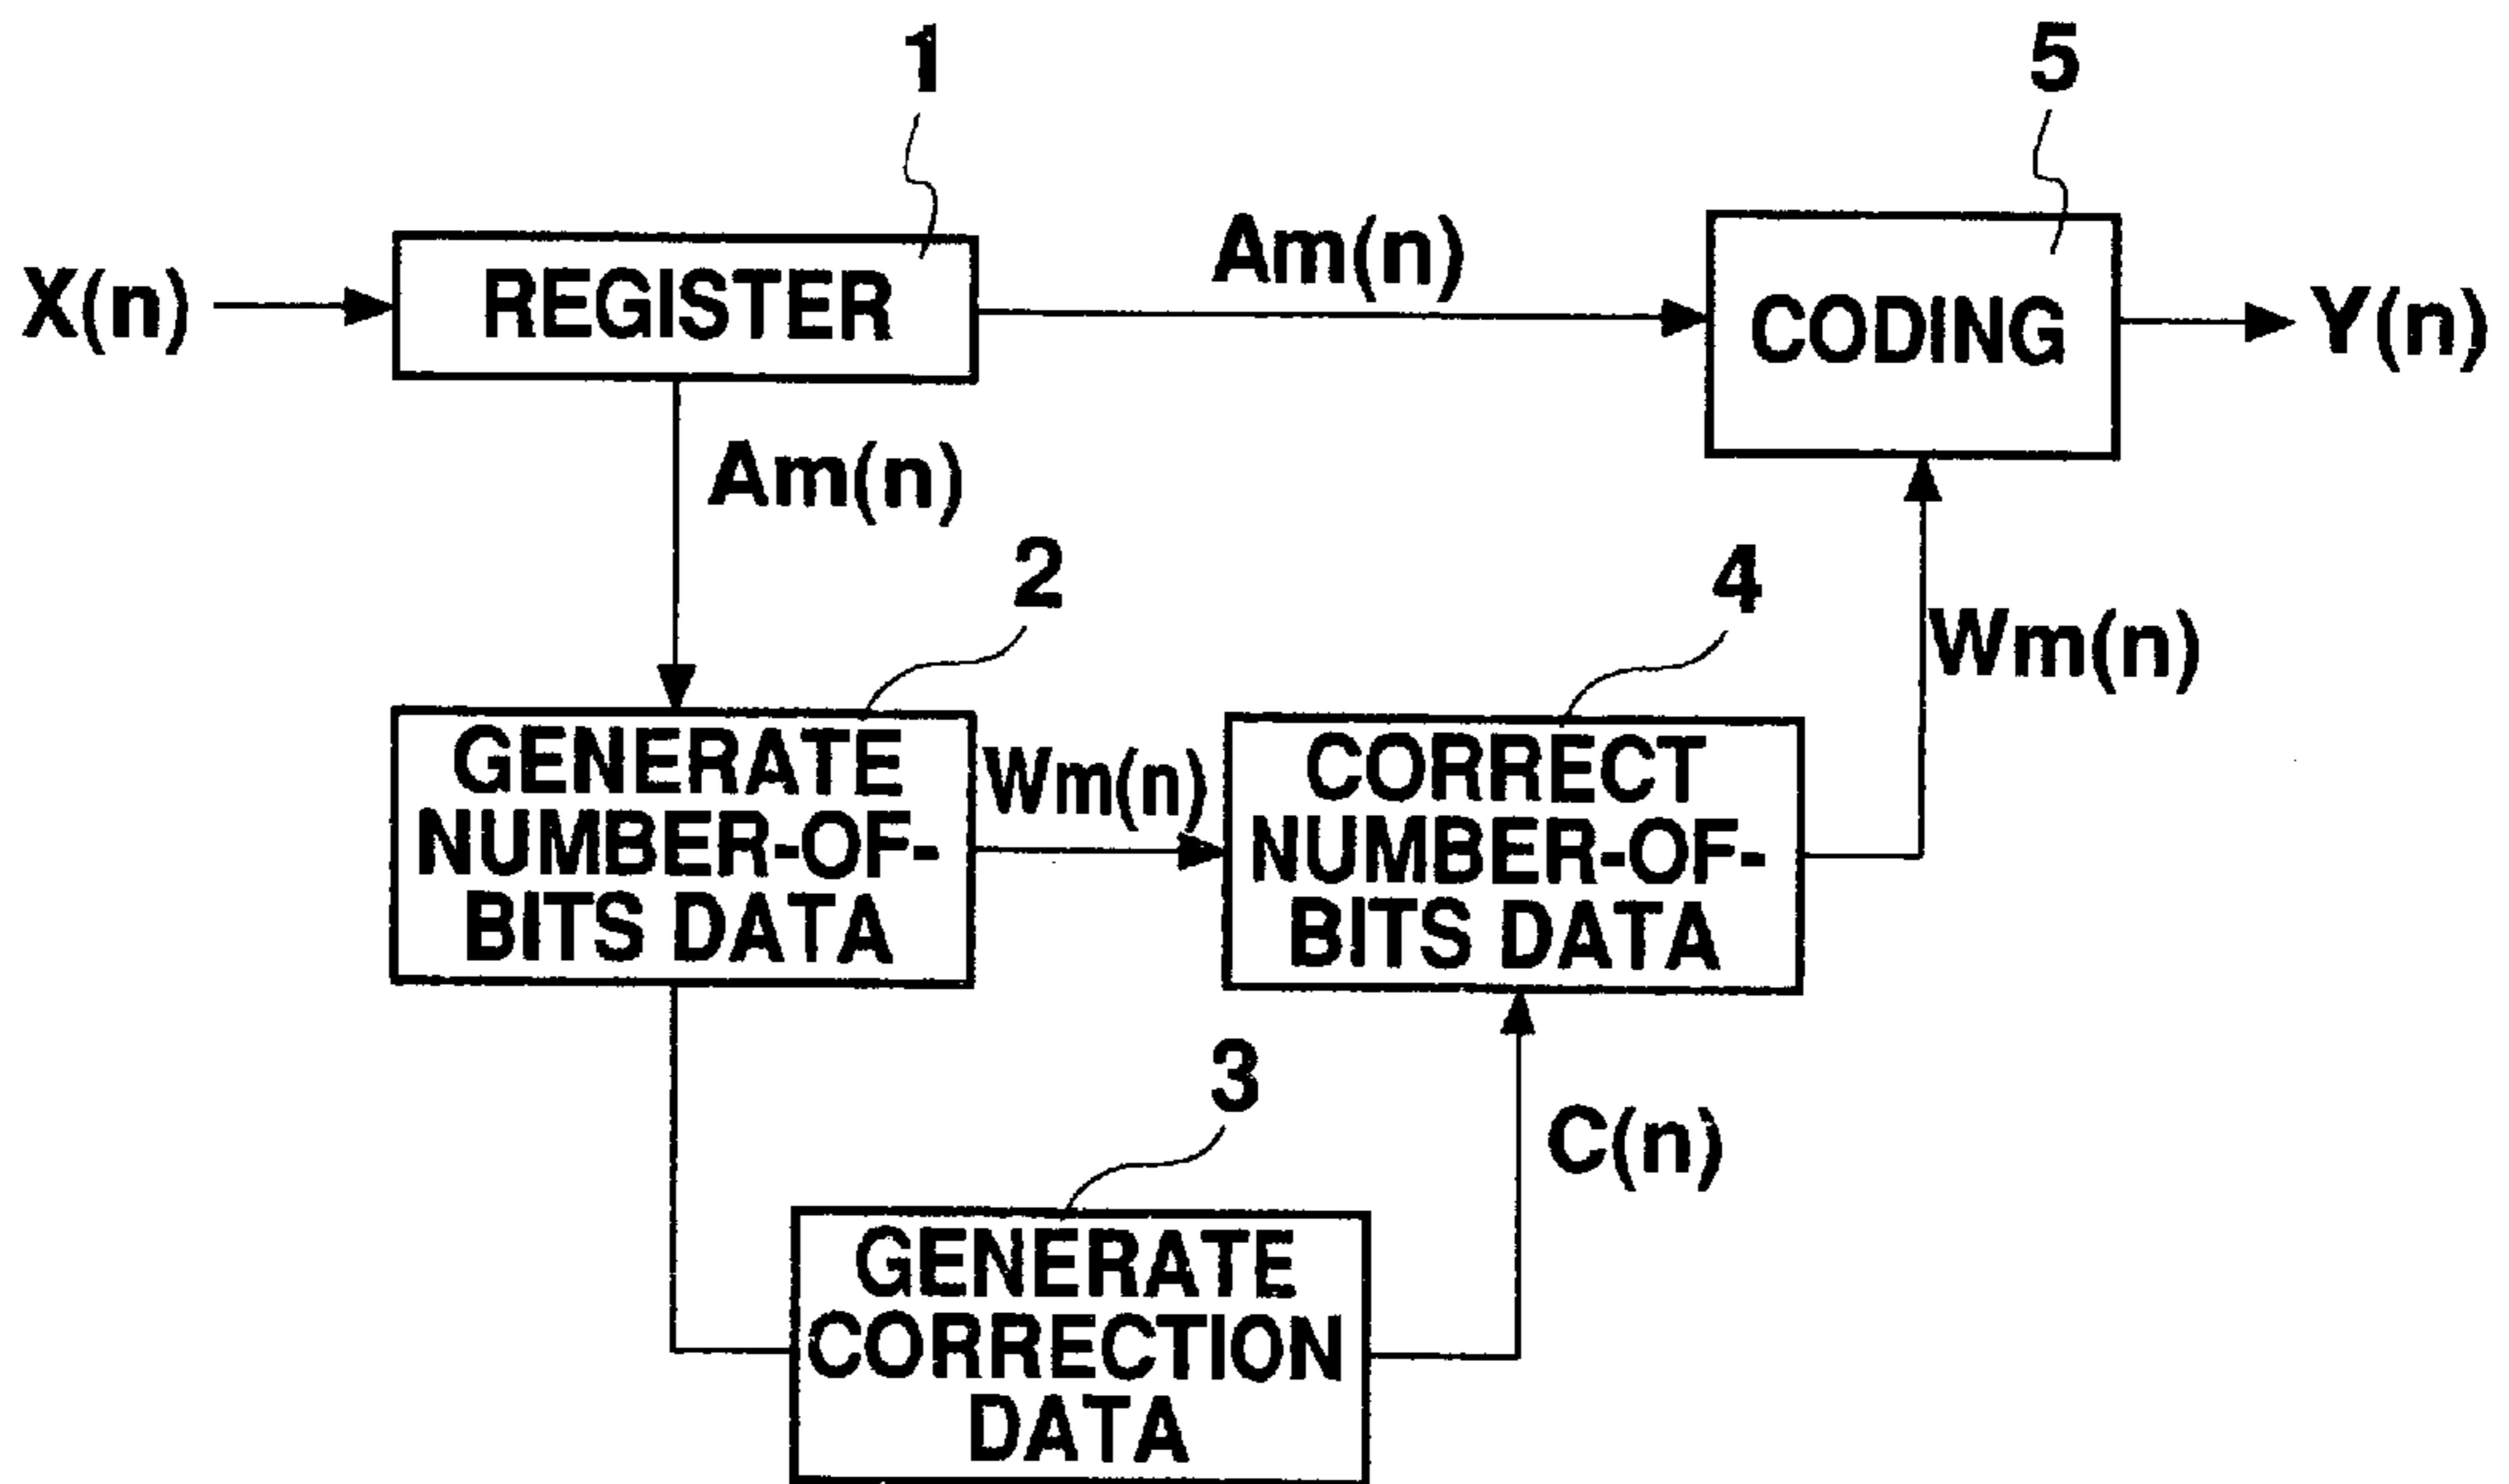 1
5
X(n)
REGISTER
Am(n)
CODING
Y(n)
Am(n)
2
4
Wm(n)
GENERATE
NUMBER-OF-
BITS DATA
Wm(n)
CORRECT
NUMBER-OF-
BITS DATA
3
C(n)
GENERATE
CORRECTION
DATA